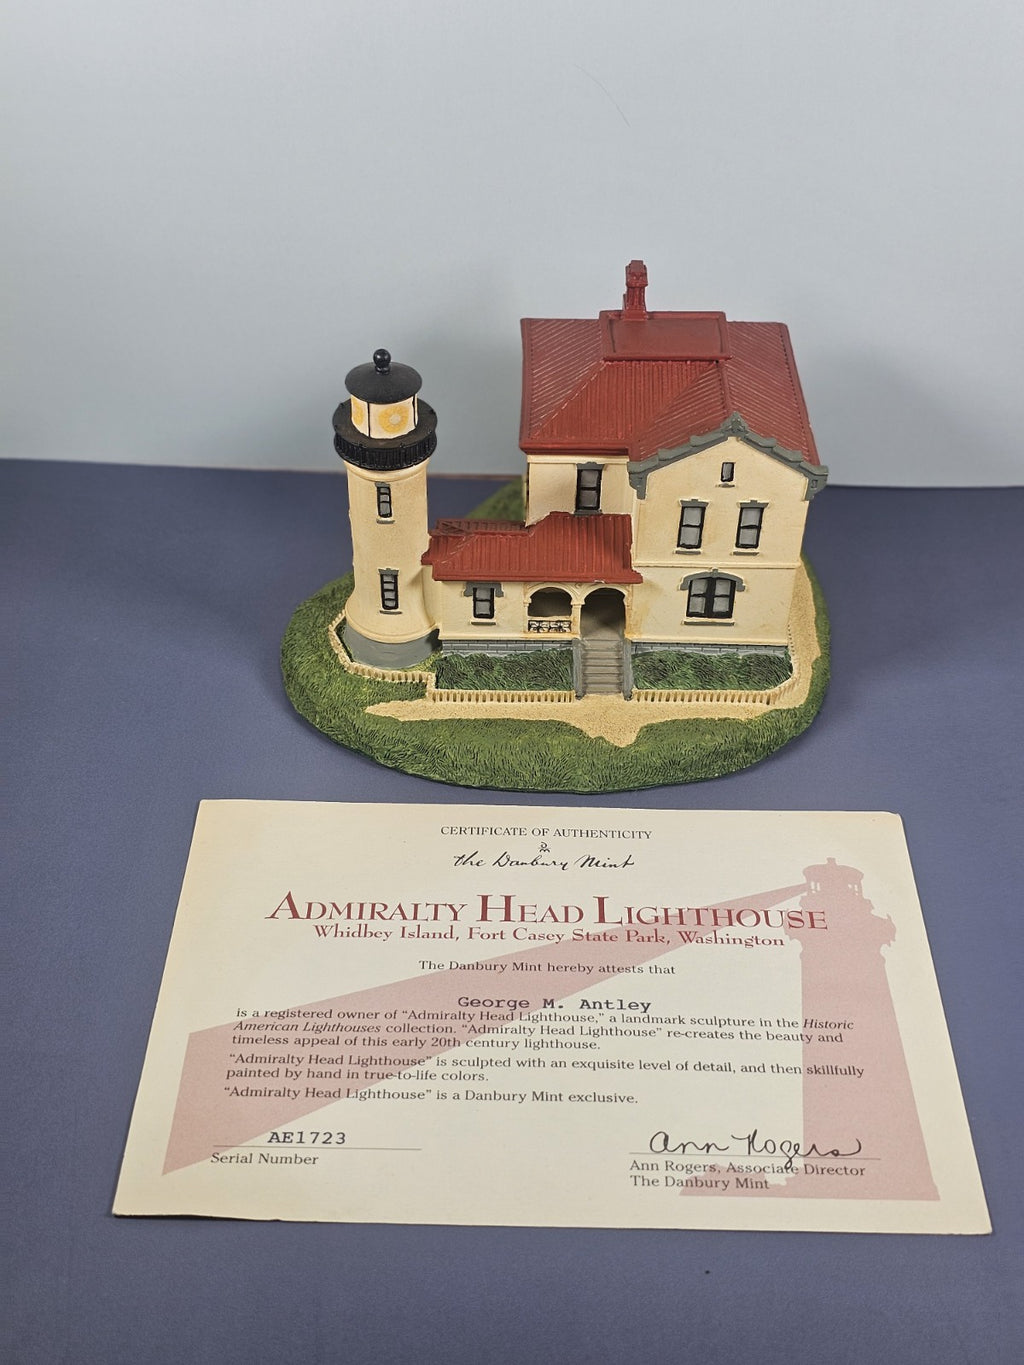 CERTIFICATE OF AUTHENTICITY
the Danbury Mint
ADMIRALTY HEAD LIGHTHOUSE
Whidbey Island, Fort Casey State Park, Washington
The Danbury Mint hereby attests that
George M. Antley
is a registered owner of "Admiralty Head Lighthouse," a landmark sculpture in the Historic
American Lighthouses collection. "Admiralty Head Lighthouse" re-creates the beauty and
timeless appeal of this early 20th century lighthouse.
"Admiralty Head Lighthouse" is sculpted with an exquisite level of detail, and then skillfully
painted by hand in true-to-life colors.
"Admiralty Head Lighthouse" is a Danbury Mint exclusive.
AE1723
Serial Number
Ann Rogers
Ann Rogers, Associate Director
The Danbury Mint